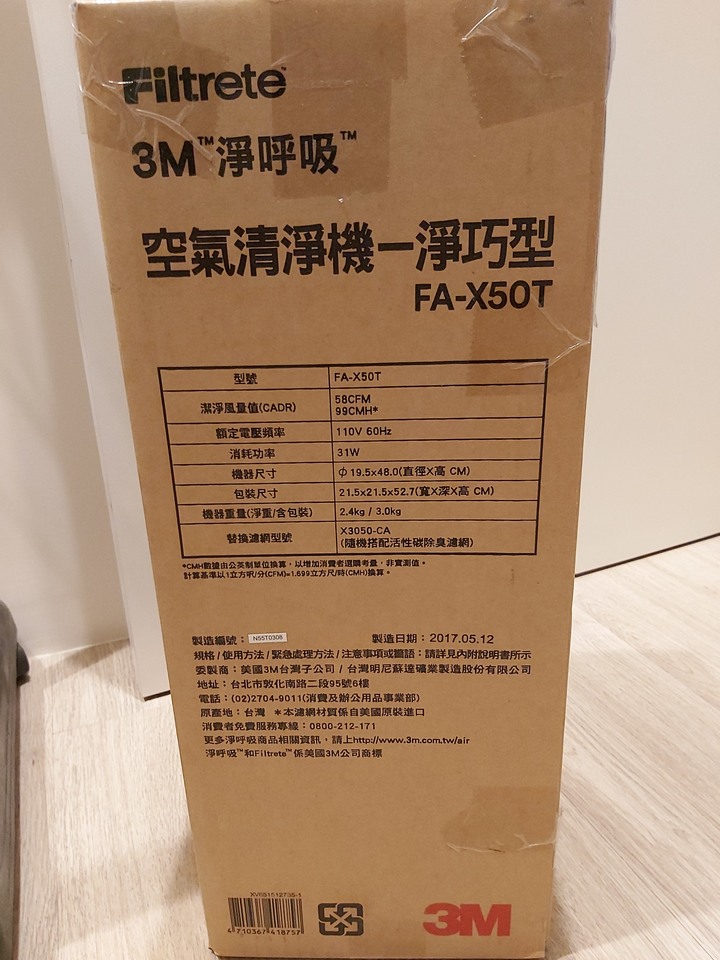 Filtrete™
3M™淨呼吸™
空氣清淨機—淨巧型
FA-X50T
型號 FA-X50T
潔淨風量值(CADR) 58CFM
99CMH*
額定電壓頻率 110V 60Hz
消耗功率 31W
機器尺寸 Φ19.5x48.0(直徑X高 CM)
包裝尺寸 21.5x21.5x52.7(寬X深X高 CM)
機器重量(淨重/含包裝) 2.4kg / 3.0kg
替換濾網型號 X3050-CA
(隨機搭配活性碳除臭濾網)
*CMH數據由公英制單位換算，以增加消費者選購考量，非實測值。
計算基準以1立方呎/分(CFM)=1.699立方尺/時(CMH)換算。
製造編號： N55T0308 製造日期：2017.05.12
規格/使用方法/緊急處理方法/注意事項或警語：請詳見內附說明書所示
委製商：美國3M台灣子公司/台灣明尼蘇達礦業製造股份有限公司
地址：台北市敦化南路二段95號6樓
電話：(02)2704-9011(消費及辦公用品事業部)
原產地：台灣 *本濾網材質係自美國原裝進口
消費者免費服務專線：0800-212-171
更多淨呼吸商品相關資訊，請上http://www.3m.com.tw/air
淨呼吸™和Filtrete™係美國3M公司商標
XV651512735-1
4 710367 418757
3M